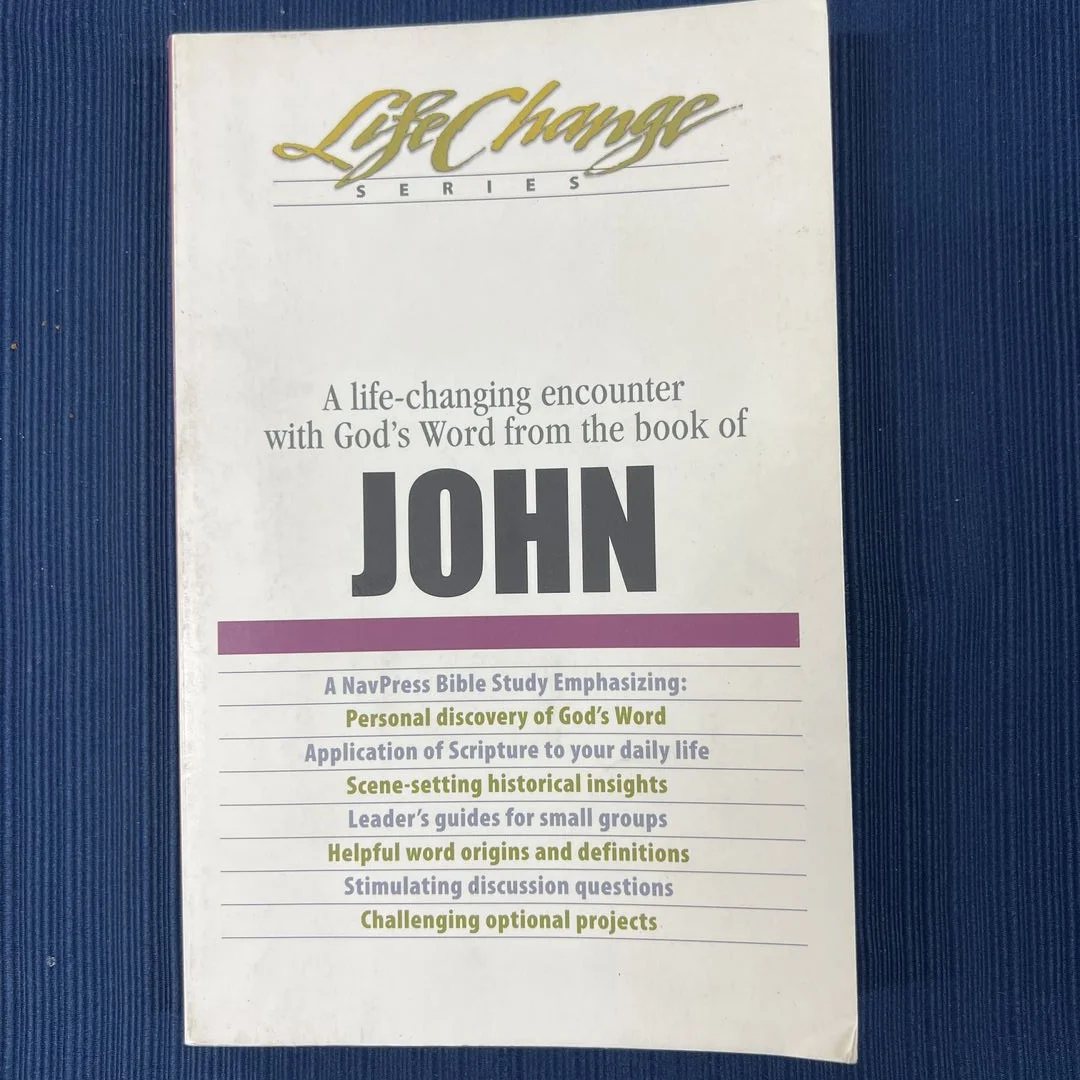 LifeChange
SERIES
A life-changing encounter
with God's Word from the book of
JOHN
A NavPress Bible Study Emphasizing:
Personal discovery of God's Word
Application of Scripture to your daily life
Scene-setting historical insights
Leader's guides for small groups
Helpful word origins and definitions
Stimulating discussion questions
Challenging optional projects